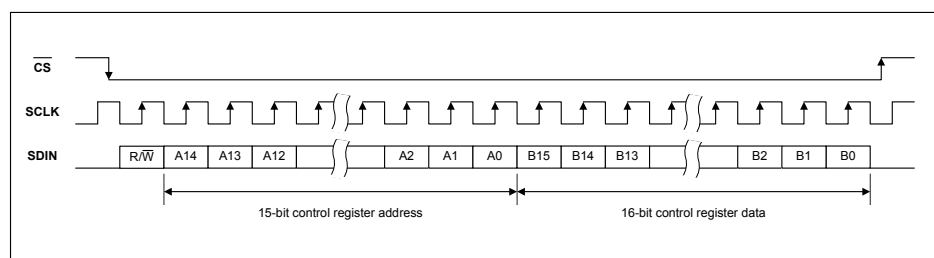 C̅S̅
SCLK
SDIN R/W̅ A14 A13 A12 A2 A1 A0 B15 B14 B13 B2 B1 B0
15-bit control register address 16-bit control register data